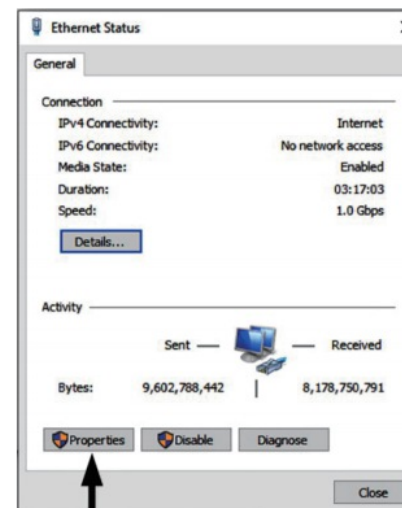 Ethernet Status
General
Connection
IPv4 Connectivity: Internet
IPv6 Connectivity: No network access
Media State: Enabled
Duration: 03:17:03
Speed: 1.0 Gbps
Details...
Activity
Sent — — Received
Bytes: 9,602,788,442 | 8,178,750,791
Properties Disable Diagnose
Close